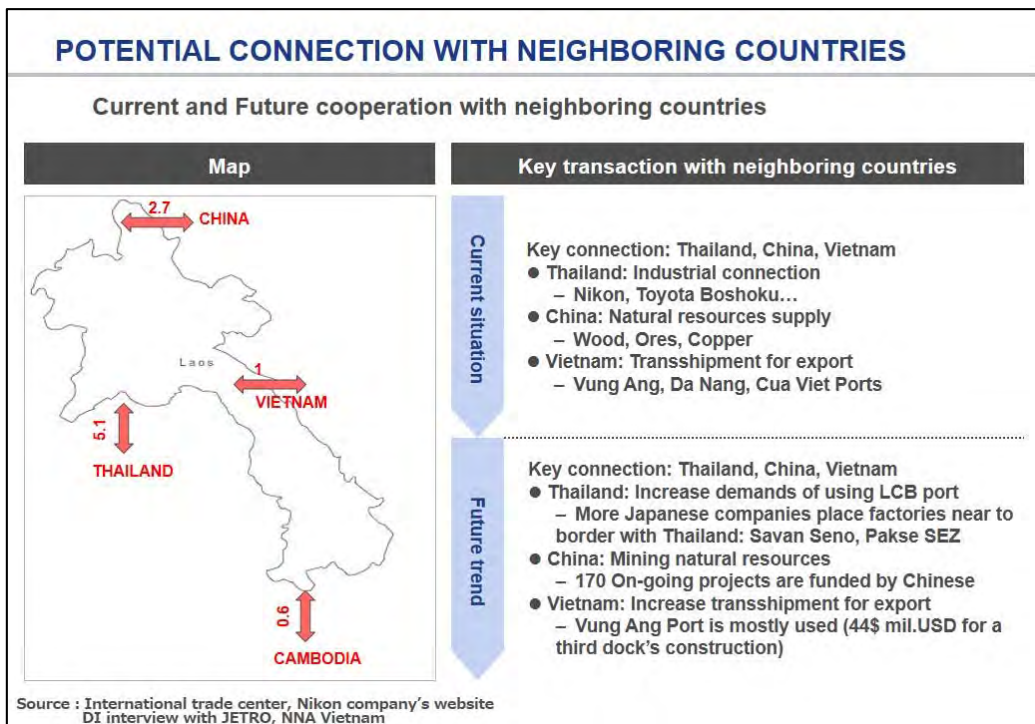 POTENTIAL CONNECTION WITH NEIGHBORING COUNTRIES
Current and Future cooperation with neighboring countries
Map
2.7
CHINA
Laos
1
VIETNAM
5.1
THAILAND
0.6
CAMBODIA
Key transaction with neighboring countries
Current situation
Key connection: Thailand, China, Vietnam
● Thailand: Industrial connection
– Nikon, Toyota Boshoku…
● China: Natural resources supply
– Wood, Ores, Copper
● Vietnam: Transshipment for export
– Vung Ang, Da Nang, Cua Viet Ports
Future trend
Key connection: Thailand, China, Vietnam
● Thailand: Increase demands of using LCB port
– More Japanese companies place factories near to
border with Thailand: Savan Seno, Pakse SEZ
● China: Mining natural resources
– 170 On-going projects are funded by Chinese
● Vietnam: Increase transshipment for export
– Vung Ang Port is mostly used (44$ mil.USD for a
third dock's construction)
Source : International trade center, Nikon company's website
DI interview with JETRO, NNA Vietnam